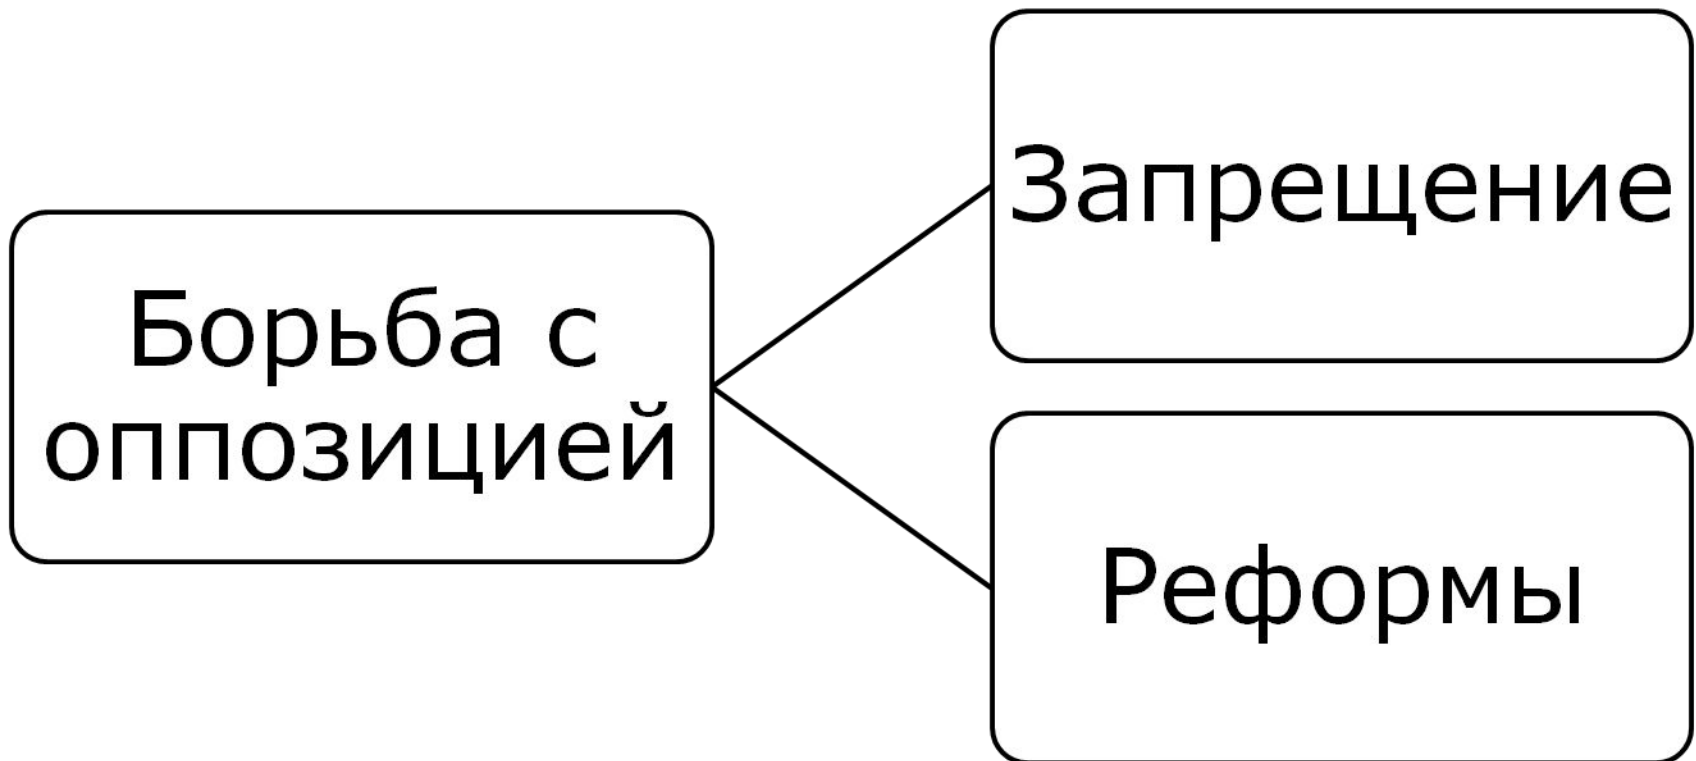 Борьба с
оппозицией
Запрещение
Реформы